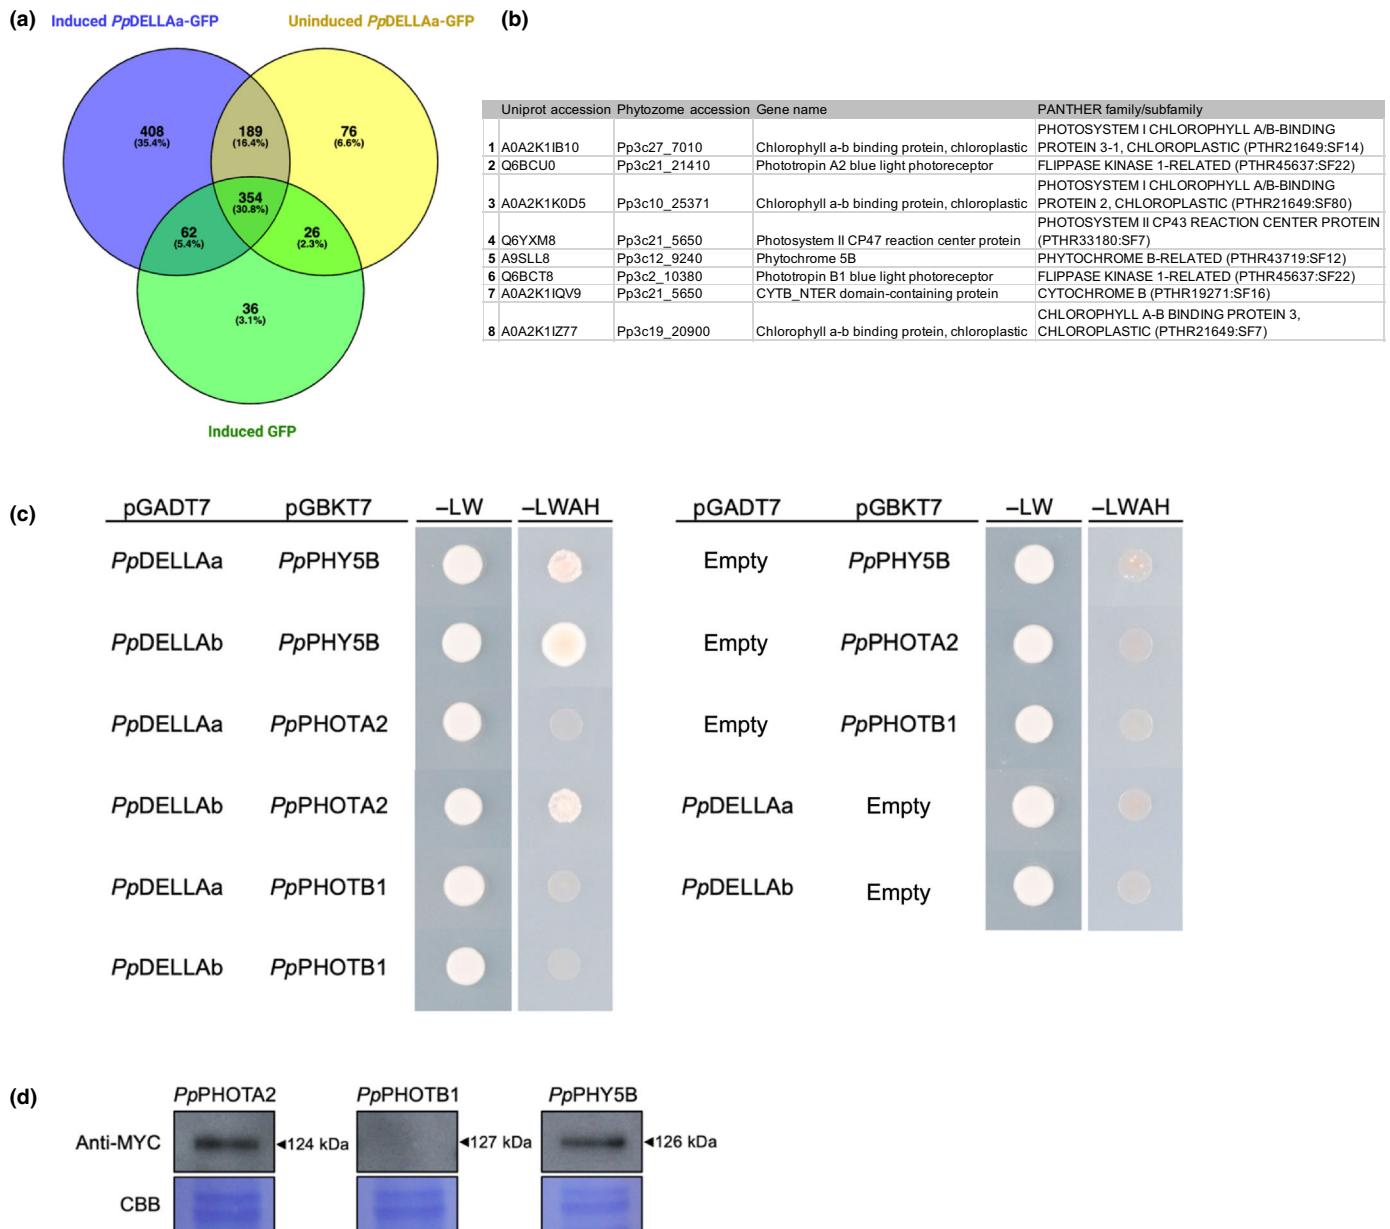 (a) Induced PpDELLAa-GFP Uninduced PpDELLAa-GFP
408
(35.4%)
189
(16.4%)
76
(6.6%)
354
(30.8%)
62
(5.4%)
26
(2.3%)
36
(3.1%)
Induced GFP
(b)
Uniprot accession Phytozome accession Gene name PANTHER family/subfamily
PHOTOSYSTEM I CHLOROPHYLL A/B-BINDING
1 A0A2K1IB10 Pp3c27_7010 Chlorophyll a-b binding protein, chloroplastic PROTEIN 3-1, CHLOROPLASTIC (PTHR21649:SF14)
2 Q6BCU0 Pp3c21_21410 Phototropin A2 blue light photoreceptor FLIPPASE KINASE 1-RELATED (PTHR45637:SF22)
PHOTOSYSTEM I CHLOROPHYLL A/B-BINDING
3 A0A2K1K0D5 Pp3c10_25371 Chlorophyll a-b binding protein, chloroplastic PROTEIN 2, CHLOROPLASTIC (PTHR21649:SF80)
PHOTOSYSTEM II CP43 REACTION CENTER PROTEIN
4 Q6YXM8 Pp3c21_5650 Photosystem II CP47 reaction center protein (PTHR33180:SF7)
5 A9SLL8 Pp3c12_9240 Phytochrome 5B PHYTOCHROME B-RELATED (PTHR43719:SF12)
6 Q6BCT8 Pp3c2_10380 Phototropin B1 blue light photoreceptor FLIPPASE KINASE 1-RELATED (PTHR45637:SF22)
7 A0A2K1IQV9 Pp3c21_5650 CYTB_NTER domain-containing protein CYTOCHROME B (PTHR19271:SF16)
CHLOROPHYLL A-B BINDING PROTEIN 3,
8 A0A2K1IZ77 Pp3c19_20900 Chlorophyll a-b binding protein, chloroplastic CHLOROPLASTIC (PTHR21649:SF7)
(c)
pGADT7 pGBKT7 –LW –LWAH
PpDELLAa PpPHY5B
PpDELLAb PpPHY5B
PpDELLAa PpPHOTA2
PpDELLAb PpPHOTA2
PpDELLAa PpPHOTB1
PpDELLAb PpPHOTB1
pGADT7 pGBKT7 –LW –LWAH
Empty PpPHY5B
Empty PpPHOTA2
Empty PpPHOTB1
PpDELLAa Empty
PpDELLAb Empty
(d)
PpPHOTA2 PpPHOTB1 PpPHY5B
Anti-MYC 124 kDa 127 kDa 126 kDa
CBB